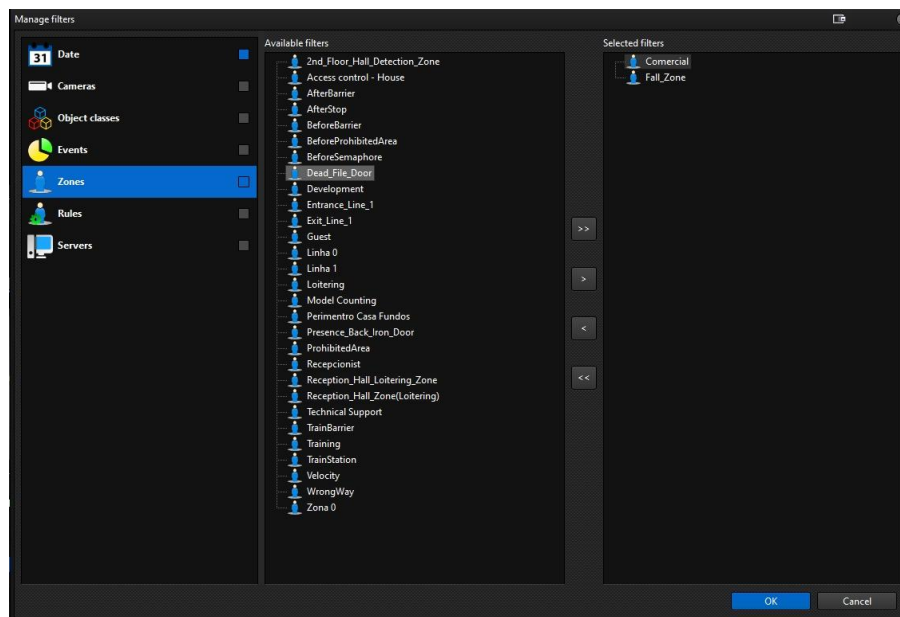 Manage filters
31 Date
Cameras
Object classes
Events
Zones
Rules
Servers
Available filters
2nd_Floor_Hall_Detection_Zone
Access control - House
AfterBarrier
AfterStop
BeforeBarrier
BeforeProhibitedArea
BeforeSemaphore
Dead_File_Door
Development
Entrance_Line_1
Exit_Line_1
Guest
Linha 0
Linha 1
Loitering
Model Counting
Perimentro Casa Fundos
Presence_Back_Iron_Door
ProhibitedArea
Recepcionist
Reception_Hall_Loitering_Zone
Reception_Hall_Zone(Loitering)
Technical Support
TrainBarrier
Training
TrainStation
Velocity
WrongWay
Zona 0
>>
>
<
<<
Selected filters
Comercial
Fall_Zone
OK Cancel